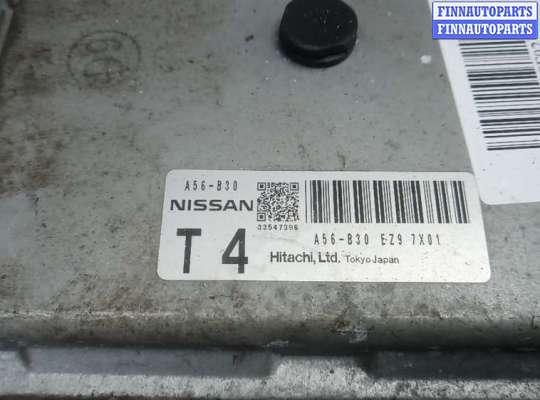 FINNAUTOPARTS
FINNAUTOPARTS
A56-B30
NISSAN
33547396
T 4
A56-B30 EZ9 7X01
Hitachi, Ltd. Tokyo Japan